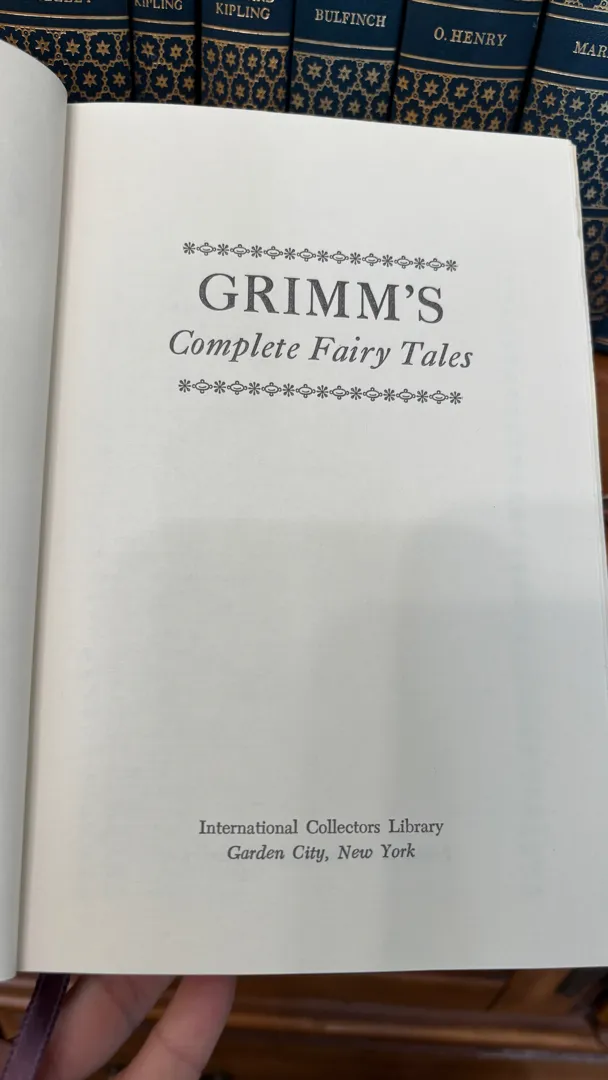 KIPLING
KIPLING
BULFINCH
O. HENRY
GRIMM'S
Complete Fairy Tales
International Collectors Library
Garden City, New York